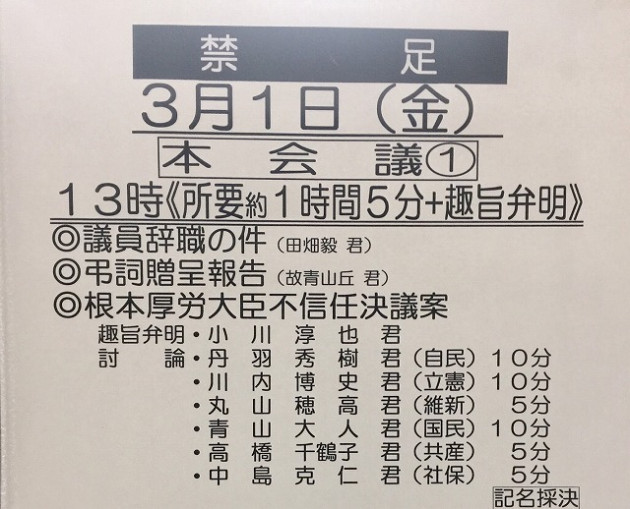 禁足
3月1日（金）
本会議①
13時《所要約1時間5分+趣旨弁明》
◎議員辞職の件（田畑毅 君）
◎弔詞贈呈報告（故青山丘 君）
◎根本厚労大臣不信任決議案
趣旨弁明・小川淳也君
討論・丹羽秀樹君（自民）10分
・川内博史君（立憲）10分
・丸山穂高君（維新）5分
・青山大人君（国民）10分
・高橋千鶴子君（共産）5分
・中島克仁君（社保）5分
記名採決